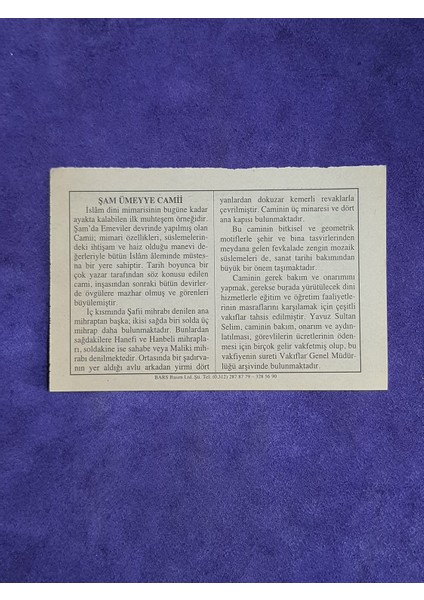 ŞAM ÜMEYYE CAMİİ
İslâm dini mimarisinin bugüne kadar
ayakta kalabilen ilk muhteşem örneğidir.
Şam'da Emeviler devrinde yapılmış olan
Camii; mimari özellikleri, süslemelerin-
deki ihtişam ve haiz olduğu manevi de-
ğerleriyle bütün İslâm âleminde müstes-
na bir yere sahiptir. Tarih boyunca bir
çok yazar tarafından söz konusu edilen
cami, inşasından sonraki bütün devirler-
de övgülere mazhar olmuş ve görenleri
büyülemiştir.
İç kısmında Şafii mihrabı denilen ana
mihraptan başka; ikisi sağda biri solda üç
mihrap daha bulunmaktadır. Bunlardan
sağdakilere Hanefi ve Hanbeli mihrapla-
rı, soldakine ise sahabe veya Maliki mih-
rabı denilmektedir. Ortasında bir şadırva-
nın yer aldığı avlu arkadan yirmi dört
yanlardan dokuzar kemerli revaklarla
çevrilmiştir. Caminin üç minaresi ve dört
ana kapısı bulunmaktadır.
Bu caminin bitkisel ve geometrik
motiflerle şehir ve bina tasvirlerinden
meydana gelen fevkalade zengin mozaik
süslemeleri de, sanat tarihi bakımından
büyük bir önem taşımaktadır.
Caminin gerek bakım ve onarımını
yapmak, gerekse burada yürütülecek dini
hizmetlerle eğitim ve öğretim faaliyetle-
rinin masraflarını karşılamak için çeşitli
vakıflar tahsis edilmiştir. Yavuz Sultan
Selim, caminin bakım, onarım ve aydın-
latılması, görevlilerin ücretlerinin öden-
mesi için birçok gelir vakfetmiş olup, bu
vakfiyenin sureti Vakıflar Genel Müdür-
lüğü arşivinde bulunmaktadır.
BARS Basım Ltd. Şti. Tel: (0.312) 287 87 79 - 328 56 00